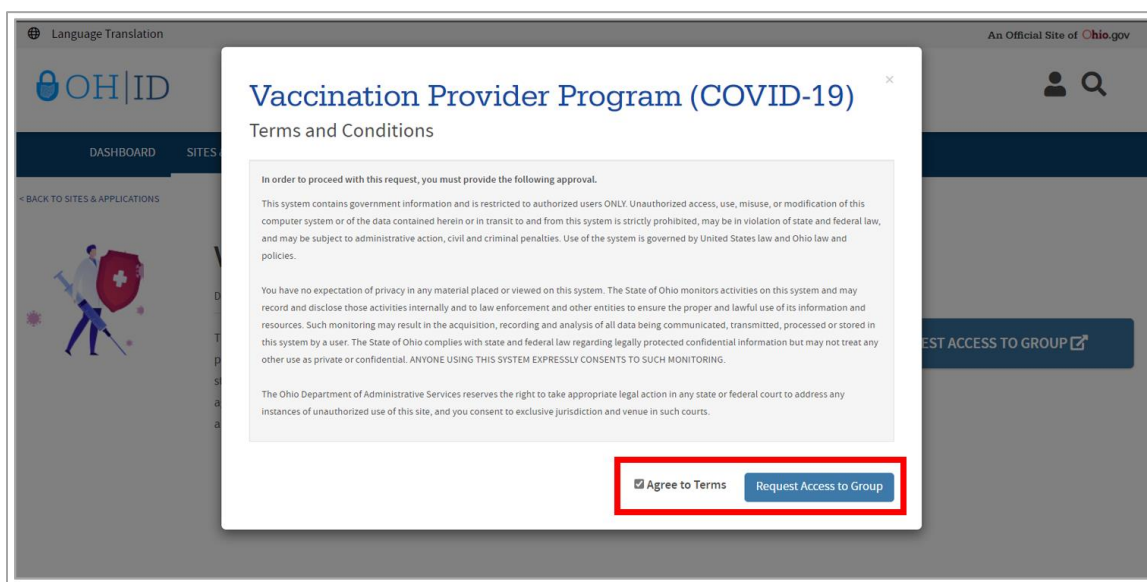 Language Translation
An Official Site of Ohio.gov
OH|ID
Vaccination Provider Program (COVID-19)
×
Terms and Conditions
DASHBOARD
SITES
< BACK TO SITES & APPLICATIONS
In order to proceed with this request, you must provide the following approval.
This system contains government information and is restricted to authorized users ONLY. Unauthorized access, use, misuse, or modification of this
computer system or of the data contained herein or in transit to and from this system is strictly prohibited, may be in violation of state and federal law,
and may be subject to administrative action, civil and criminal penalties. Use of the system is governed by United States law and Ohio law and
policies.
You have no expectation of privacy in any material placed or viewed on this system. The State of Ohio monitors activities on this system and may
record and disclose those activities internally and to law enforcement and other entities to ensure the proper and lawful use of its information and
resources. Such monitoring may result in the acquisition, recording and analysis of all data being communicated, transmitted, processed or stored in
this system by a user. The State of Ohio complies with state and federal law regarding legally protected confidential information but may not treat any
other use as private or confidential. ANYONE USING THIS SYSTEM EXPRESSLY CONSENTS TO SUCH MONITORING.
The Ohio Department of Administrative Services reserves the right to take appropriate legal action in any state or federal court to address any
instances of unauthorized use of this site, and you consent to exclusive jurisdiction and venue in such courts.
EST ACCESS TO GROUP
Agree to Terms
Request Access to Group